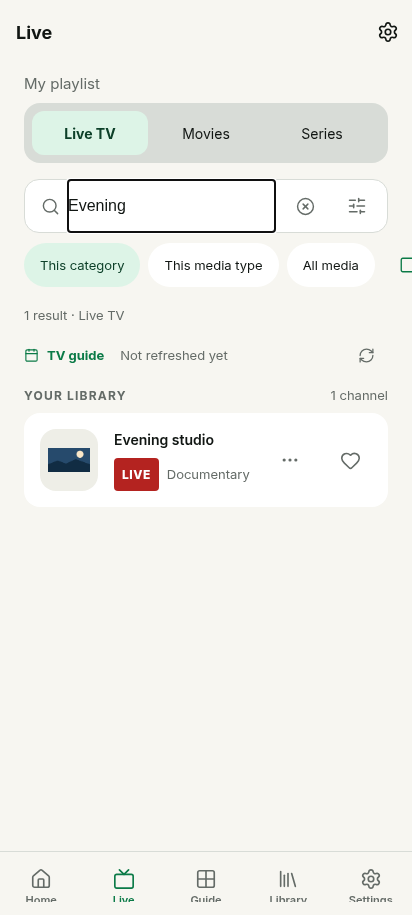 Live
My playlist
Live TV
Movies
Series
Evening
This category
This media type
All media
1 result · Live TV
TV guide
Not refreshed yet
YOUR LIBRARY
1 channel
Evening studio
LIVE
Documentary
Home
Live
Guide
Library
Settings